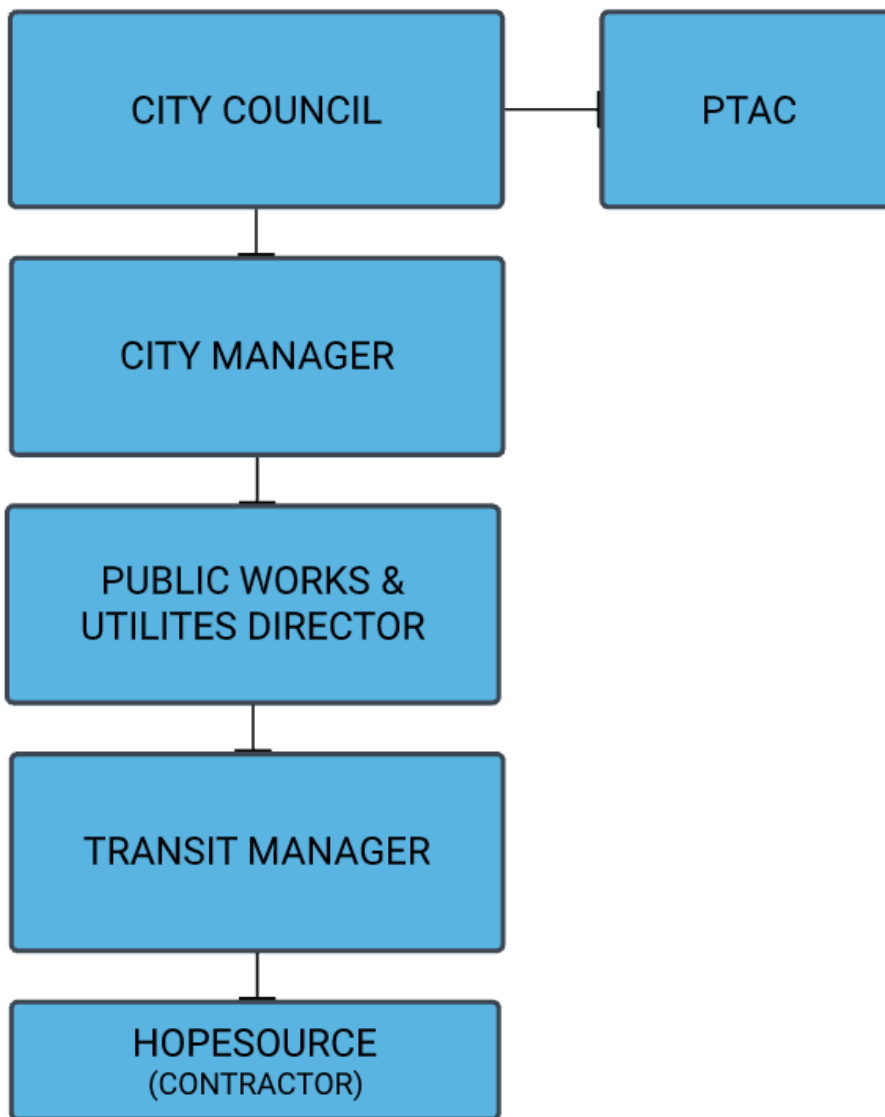 CITY COUNCIL
PTAC
CITY MANAGER
PUBLIC WORKS &
UTILITES DIRECTOR
TRANSIT MANAGER
HOPESOURCE
(CONTRACTOR)